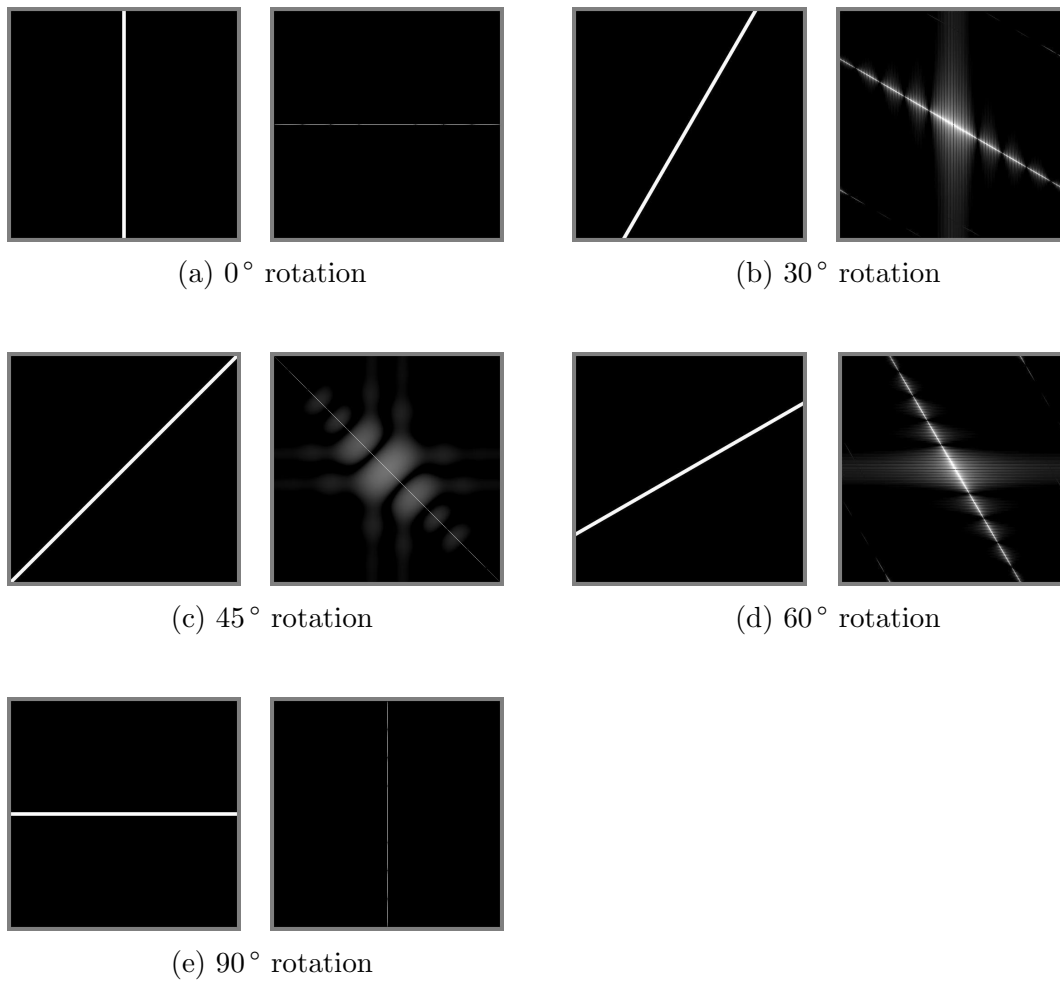 (a) 0° rotation
(b) 30° rotation
(c) 45° rotation
(d) 60° rotation
(e) 90° rotation